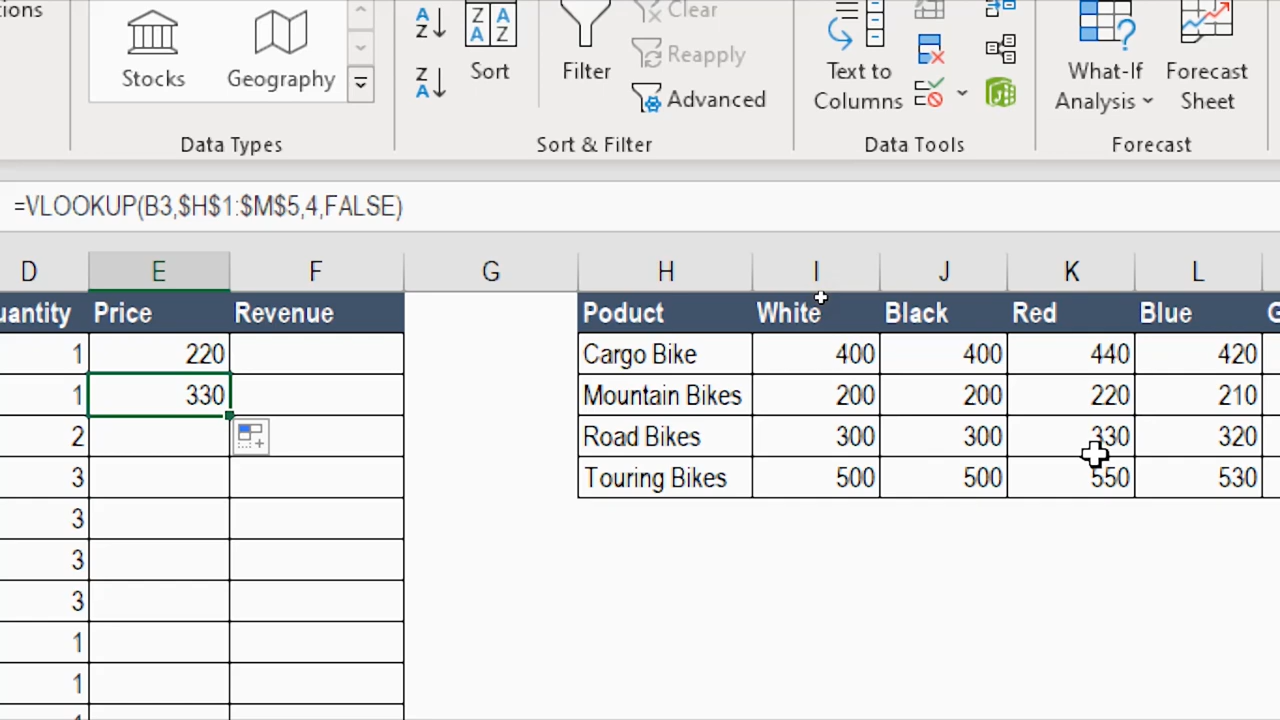 ions
Stocks
Geography
Data Types
A
Z
Z
A
Z A
A Z
Sort
Filter
Clear
Reapply
Advanced
Sort & Filter
Text to
Columns
Data Tools
What-If
Analysis
Forecast
Sheet
Forecast
=VLOOKUP(B3,$H$1:$M$5,4,FALSE)
D E F G H I J K L
uantity Price Revenue Poduct White Black Red Blue G
1 220 Cargo Bike 400 400 440 420
1 330 Mountain Bikes 200 200 220 210
2 Road Bikes 300 300 330 320
3 Touring Bikes 500 500 550 530
3
3
3
1
1